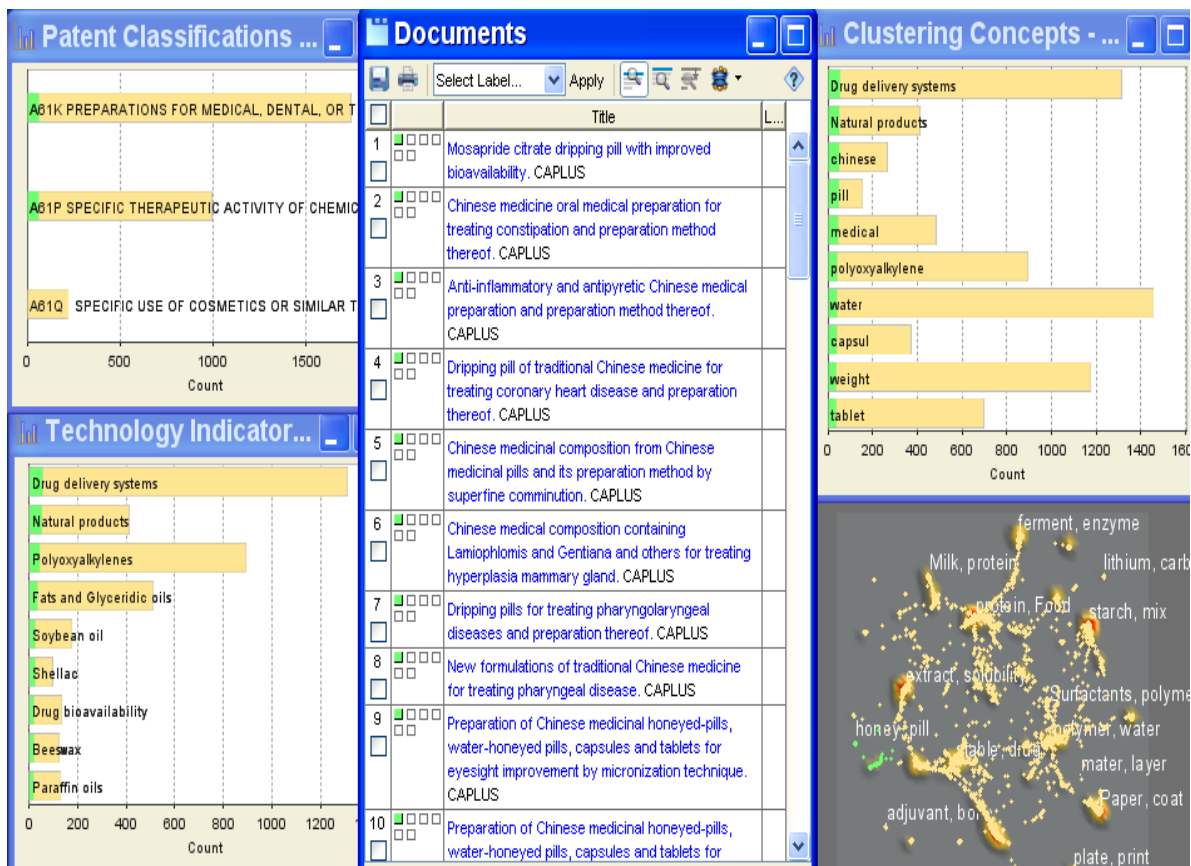 Patent Classifications ...
A61K PREPARATIONS FOR MEDICAL, DENTAL, OR T
A61P SPECIFIC THERAPEUTIC ACTIVITY OF CHEMIC
A61Q SPECIFIC USE OF COSMETICS OR SIMILAR T
0 500 1000 1500
Count
Technology Indicator...
Drug delivery systems
Natural products
Polyoxyalkylenes
Fats and Glyceridic oils
Soybean oil
Shellac
Drug bioavailability
Beeswax
Paraffin oils
0 200 400 600 800 1000 1200
Count
Documents
Select Label... Apply
Title L...
1 Mosapride citrate dripping pill with improved
bioavailability. CAPLUS
2 Chinese medicine oral medical preparation for
treating constipation and preparation method
thereof. CAPLUS
3 Anti-inflammatory and antipyretic Chinese medical
preparation and preparation method thereof.
CAPLUS
4 Dripping pill of traditional Chinese medicine for
treating coronary heart disease and preparation
thereof. CAPLUS
5 Chinese medicinal composition from Chinese
medicinal pills and its preparation method by
superfine comminution. CAPLUS
6 Chinese medical composition containing
Lamiophlomis and Gentiana and others for treating
hyperplasia mammary gland. CAPLUS
7 Dripping pills for treating pharyngolaryngeal
diseases and preparation thereof. CAPLUS
8 New formulations of traditional Chinese medicine
for treating pharyngeal disease. CAPLUS
9 Preparation of Chinese medicinal honeyed-pills,
water-honeyed pills, capsules and tablets for
eyesight improvement by micronization technique.
CAPLUS
10 Preparation of Chinese medicinal honeyed-pills,
water-honeyed pills, capsules and tablets for
Clustering Concepts - ...
Drug delivery systems
Natural products
chinese
pill
medical
polyoxyalkylene
water
capsul
weight
tablet
0 200 400 600 800 1000 1200 1400 160
Count
ferment, enzyme
Milk, protein
lithium, carb
protein, Food
starch, mix
extract, solubility
Surfactants, polyme
honey, pill
polymer, water
stable, drug
mater, layer
Paper, coat
adjuvant, bo
plate, print